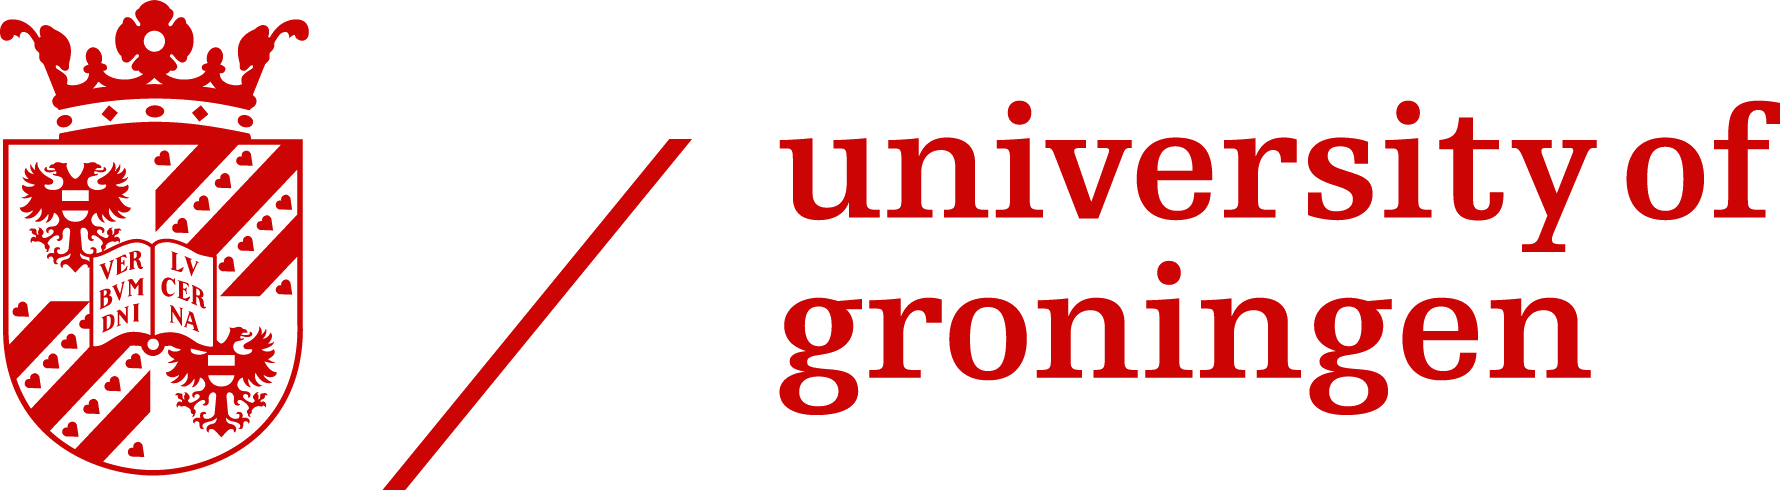 VER LV
BVM CER
DNI NA
university of
groningen